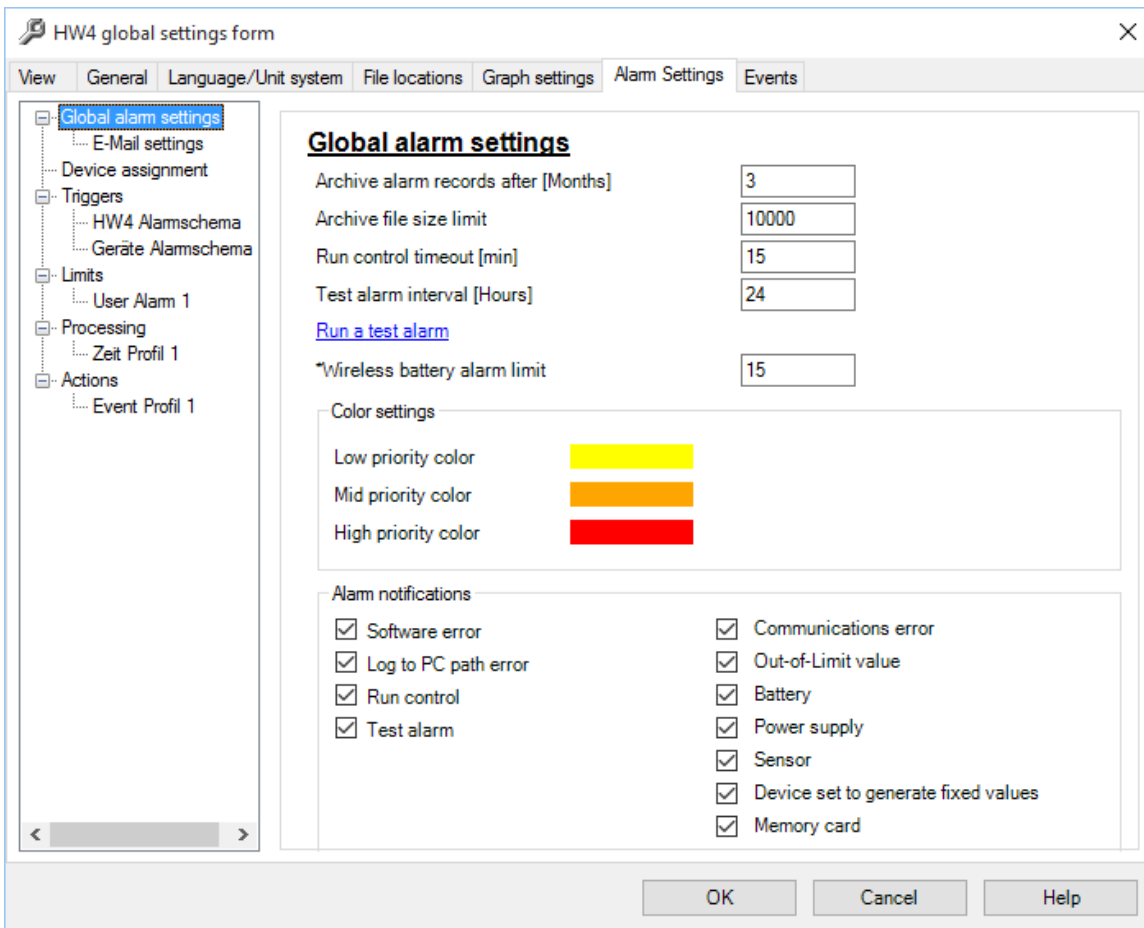 HW4 global settings form
View General Language/Unit system File locations Graph settings Alarm Settings Events
Global alarm settings
E-Mail settings
Device assignment
Triggers
HW4 Alarmschema
Geräte Alarmschema
Limits
User Alarm 1
Processing
Zeit Profil 1
Actions
Event Profil 1
Global alarm settings
Archive alarm records after [Months] 3
Archive file size limit 10000
Run control timeout [min] 15
Test alarm interval [Hours] 24
Run a test alarm
*Wireless battery alarm limit 15
Color settings
Low priority color
Mid priority color
High priority color
Alarm notifications
Software error
Log to PC path error
Run control
Test alarm
Communications error
Out-of-Limit value
Battery
Power supply
Sensor
Device set to generate fixed values
Memory card
OK Cancel Help